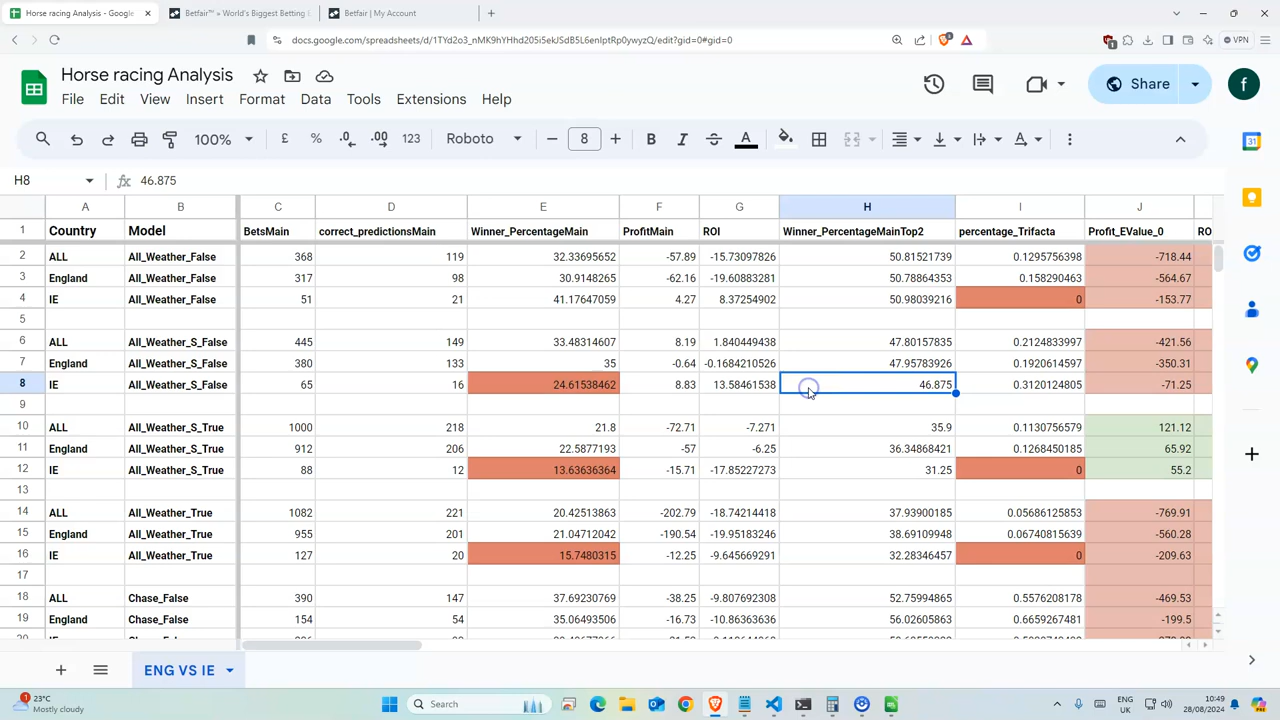 Horse racing Analysis - Google
Betfair™ » World's Biggest Betting
Betfair | My Account
docs.google.com/spreadsheets/d/1TYd2o3_nMK9hYHhd205i5ekJSdB5L6enIptRp0ywyzQ/edit?gid=0#gid=0
1
VPN
Horse racing Analysis
File Edit View Insert Format Data Tools Extensions Help
Share
f
100% £ % .0 .00 123 Roboto 8 B I S A
H8 fx 46.875
A B C D E F G H I J
1 Country Model BetsMain correct_predictionsMain Winner_PercentageMain ProfitMain ROI Winner_PercentageMainTop2 percentage_Trifacta Profit_EValue_0 RO
2 ALL All_Weather_False 368 119 32.33695652 -57.89 -15.73097826 50.81521739 0.1295756398 -718.44
3 England All_Weather_False 317 98 30.9148265 -62.16 -19.60883281 50.78864353 0.158290463 -564.67
4 IE All_Weather_False 51 21 41.17647059 4.27 8.37254902 50.98039216 0 -153.77
5
6 ALL All_Weather_S_False 445 149 33.48314607 8.19 1.840449438 47.80157835 0.2124833997 -421.56
7 England All_Weather_S_False 380 133 35 -0.64 -0.1684210526 47.95783926 0.1920614597 -350.31
8 IE All_Weather_S_False 65 16 24.61538462 8.83 13.58461538 46.875 0.3120124805 -71.25
9
10 ALL All_Weather_S_True 1000 218 21.8 -72.71 -7.271 35.9 0.1130756579 121.12
11 England All_Weather_S_True 912 206 22.5877193 -57 -6.25 36.34868421 0.1268450185 65.92
12 IE All_Weather_S_True 88 12 13.63636364 -15.71 -17.85227273 31.25 0 55.2
13
14 ALL All_Weather_True 1082 221 20.42513863 -202.79 -18.74214418 37.93900185 0.05686125853 -769.91
15 England All_Weather_True 955 201 21.04712042 -190.54 -19.95183246 38.69109948 0.06740815639 -560.28
16 IE All_Weather_True 127 20 15.7480315 -12.25 -9.645669291 32.28346457 0 -209.63
17
18 ALL Chase_False 390 147 37.69230769 -38.25 -9.807692308 52.75994865 0.5576208178 -469.53
19 England Chase_False 154 54 35.06493506 -16.73 -10.86363636 56.02605863 0.6659267481 -199.5
ENG VS IE
1
23°C
Mostly cloudy
Search
ENG
UK
10:49
28/08/2024